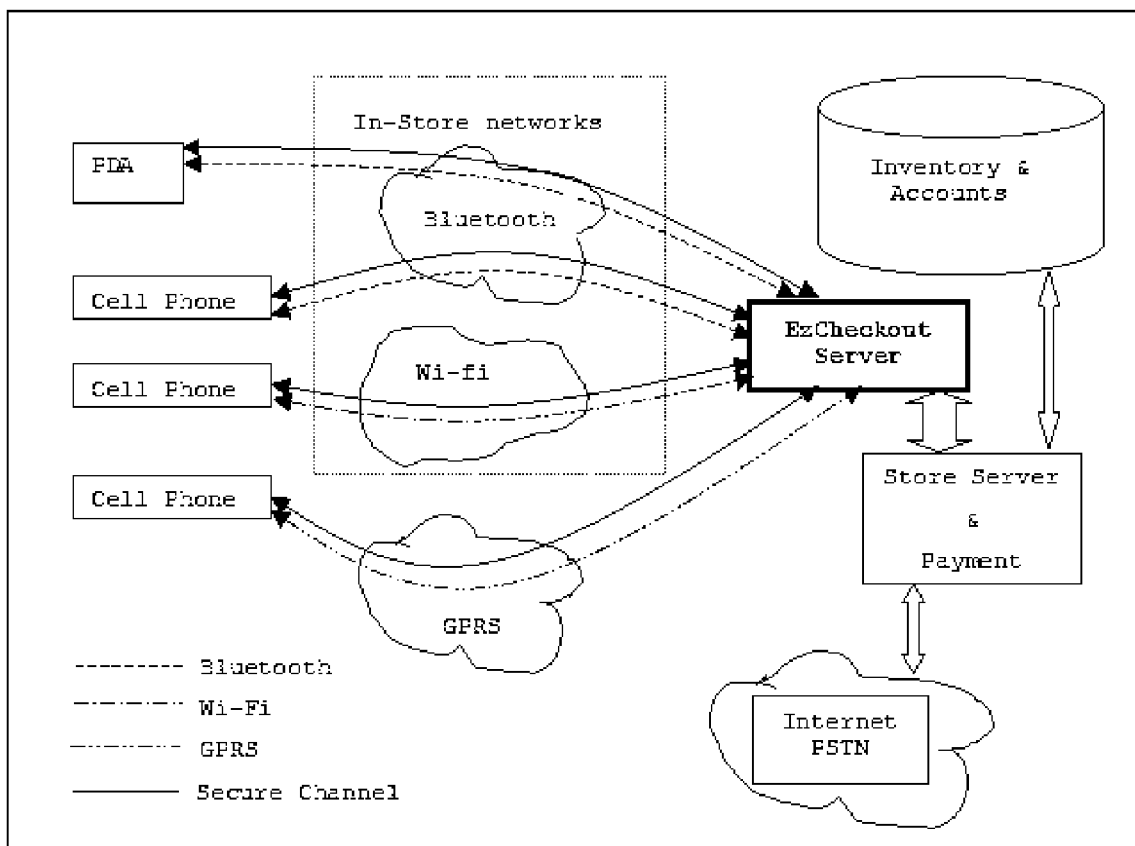 In-Store networks
PDA
Bluetooth
Cell Phone
Cell Phone
Wi-fi
Cell Phone
GPRS
Inventory &
Accounts
EzCheckout
Server
Store Server
&
Payment
Internet
PSTN
Bluetooth
Wi-Fi
GPRS
Secure Channel